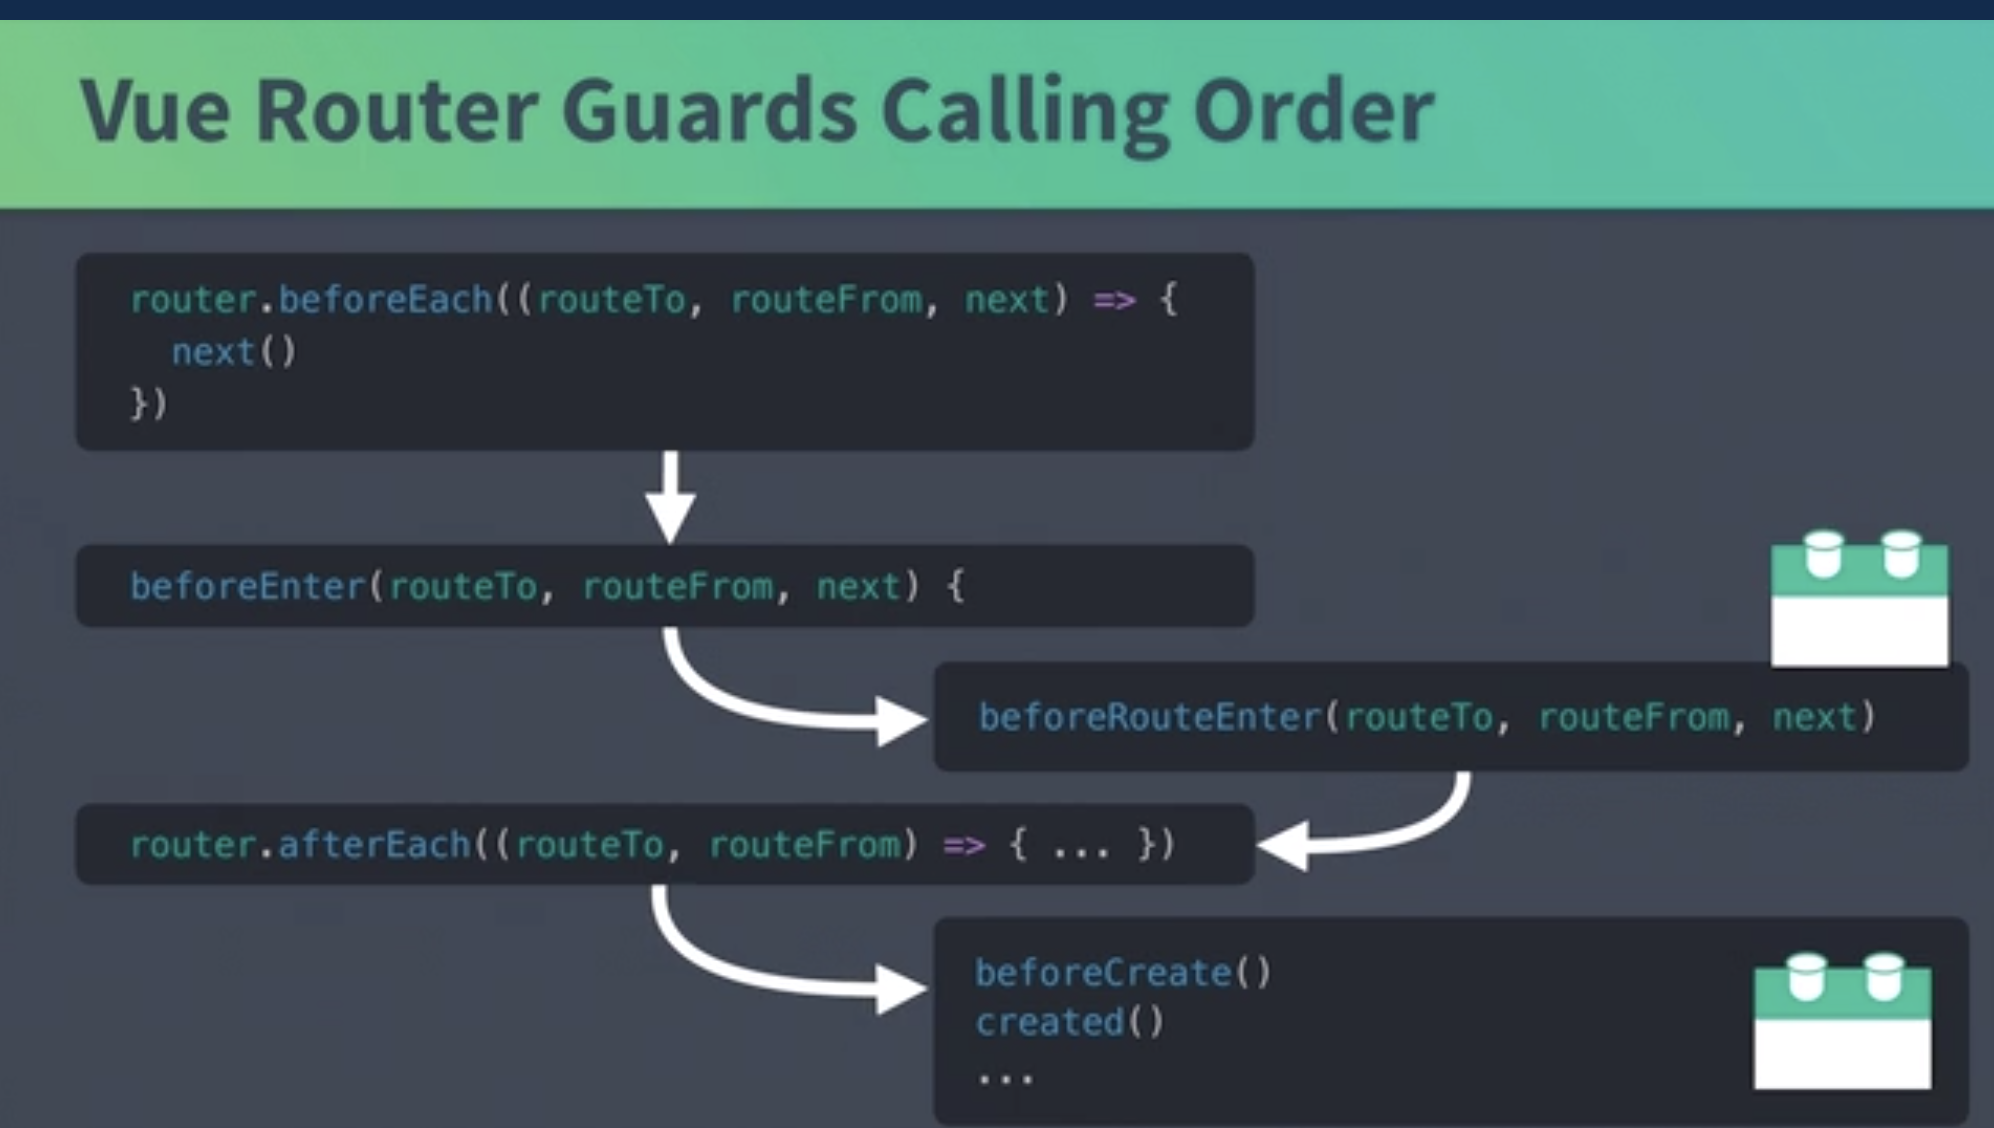 Vue Router Guards Calling Order
router.beforeEach((routeTo, routeFrom, next) => {
  next()
})
beforeEnter(routeTo, routeFrom, next) {
beforeRouteEnter(routeTo, routeFrom, next)
router.afterEach((routeTo, routeFrom) => { ... })
beforeCreate()
created()
...